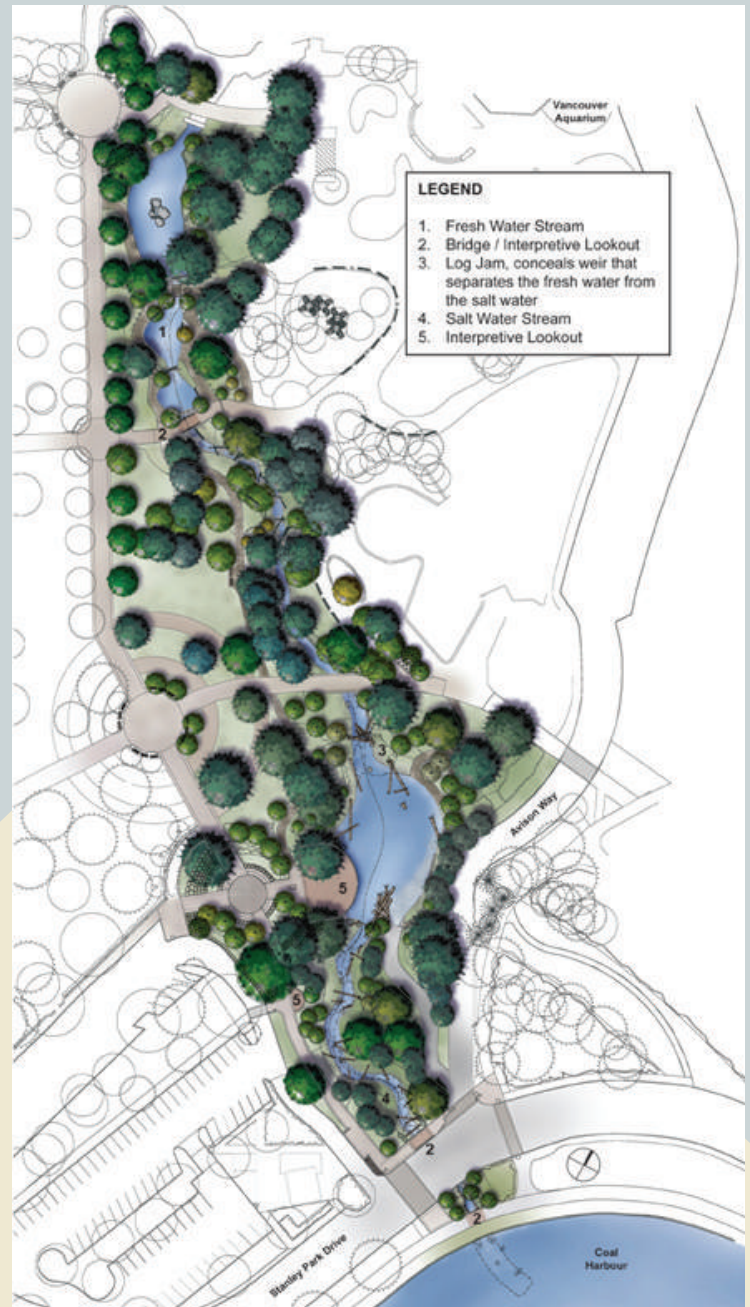 Vancouver
Aquarium
LEGEND
1. Fresh Water Stream
2. Bridge / Interpretive Lookout
3. Log Jam, conceals weir that
separates the fresh water from
the salt water
4. Salt Water Stream
5. Interpretive Lookout
1
2
3
Avison Way
5
5
4
2
2
Stanley Park Drive
Coal
Harbour